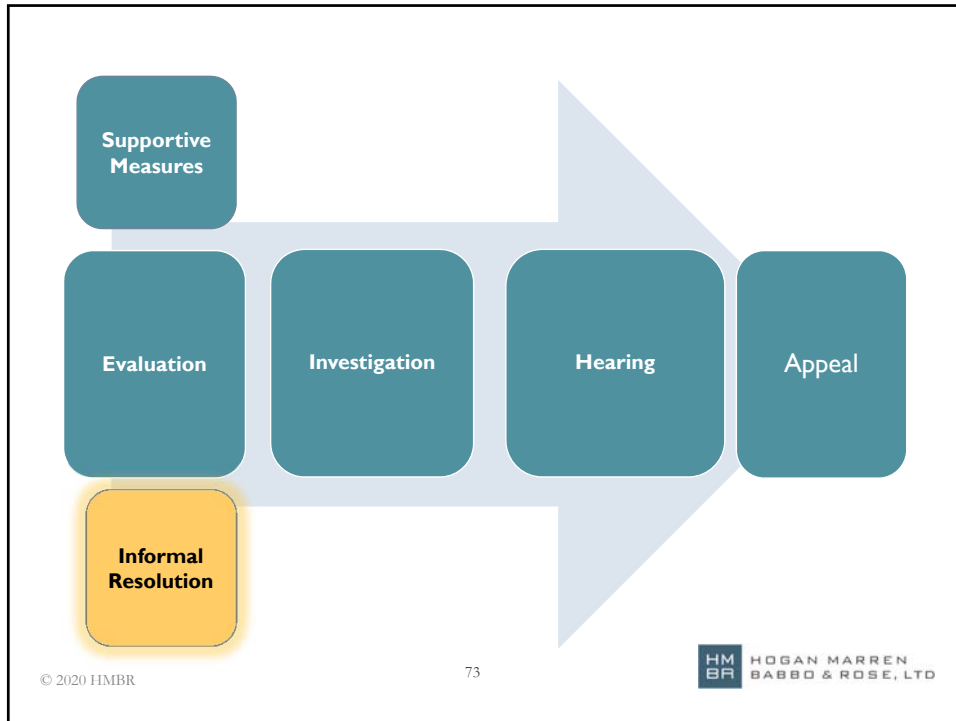 Supportive
Measures
Evaluation
Investigation
Hearing
Appeal
Informal
Resolution
© 2020 HMBR
73
HM
BR
HOGAN MARREN
BABBO & ROSE, LTD